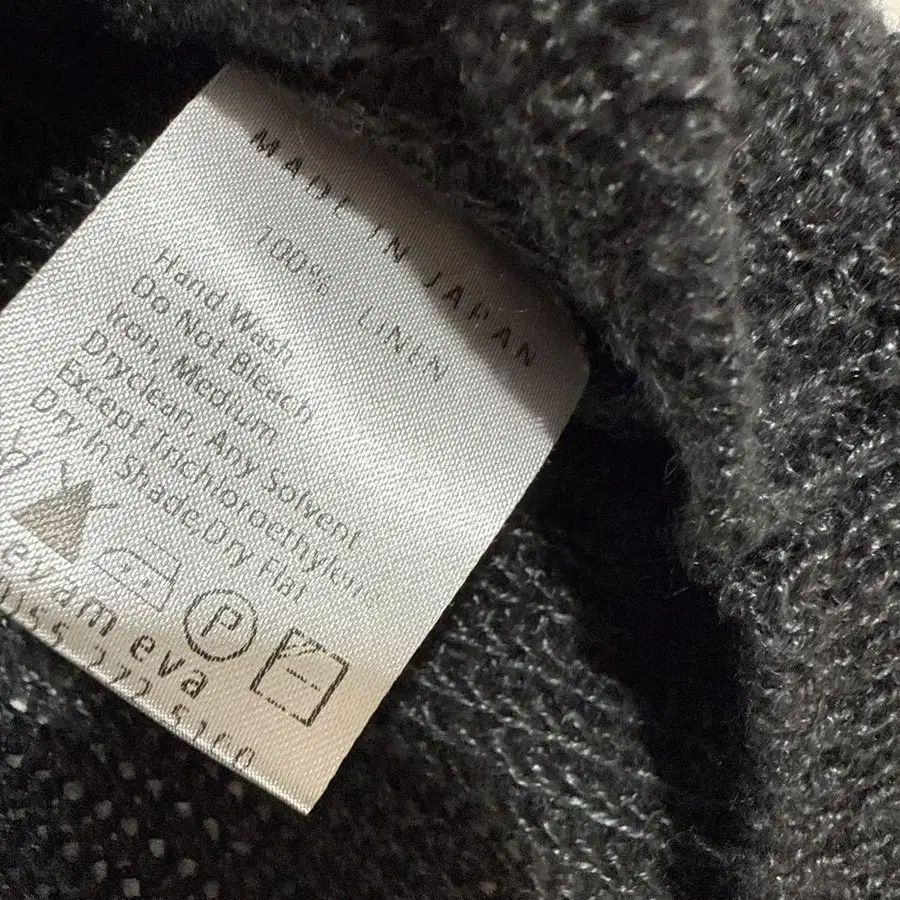 MADE IN JAPAN
100% LINEN
Hand Wash
Do Not Bleach
Iron, Medium
Dryclean, Any Solvent
Except Trichloroethylene
Dry In Shade, Dry Flat
P
eva